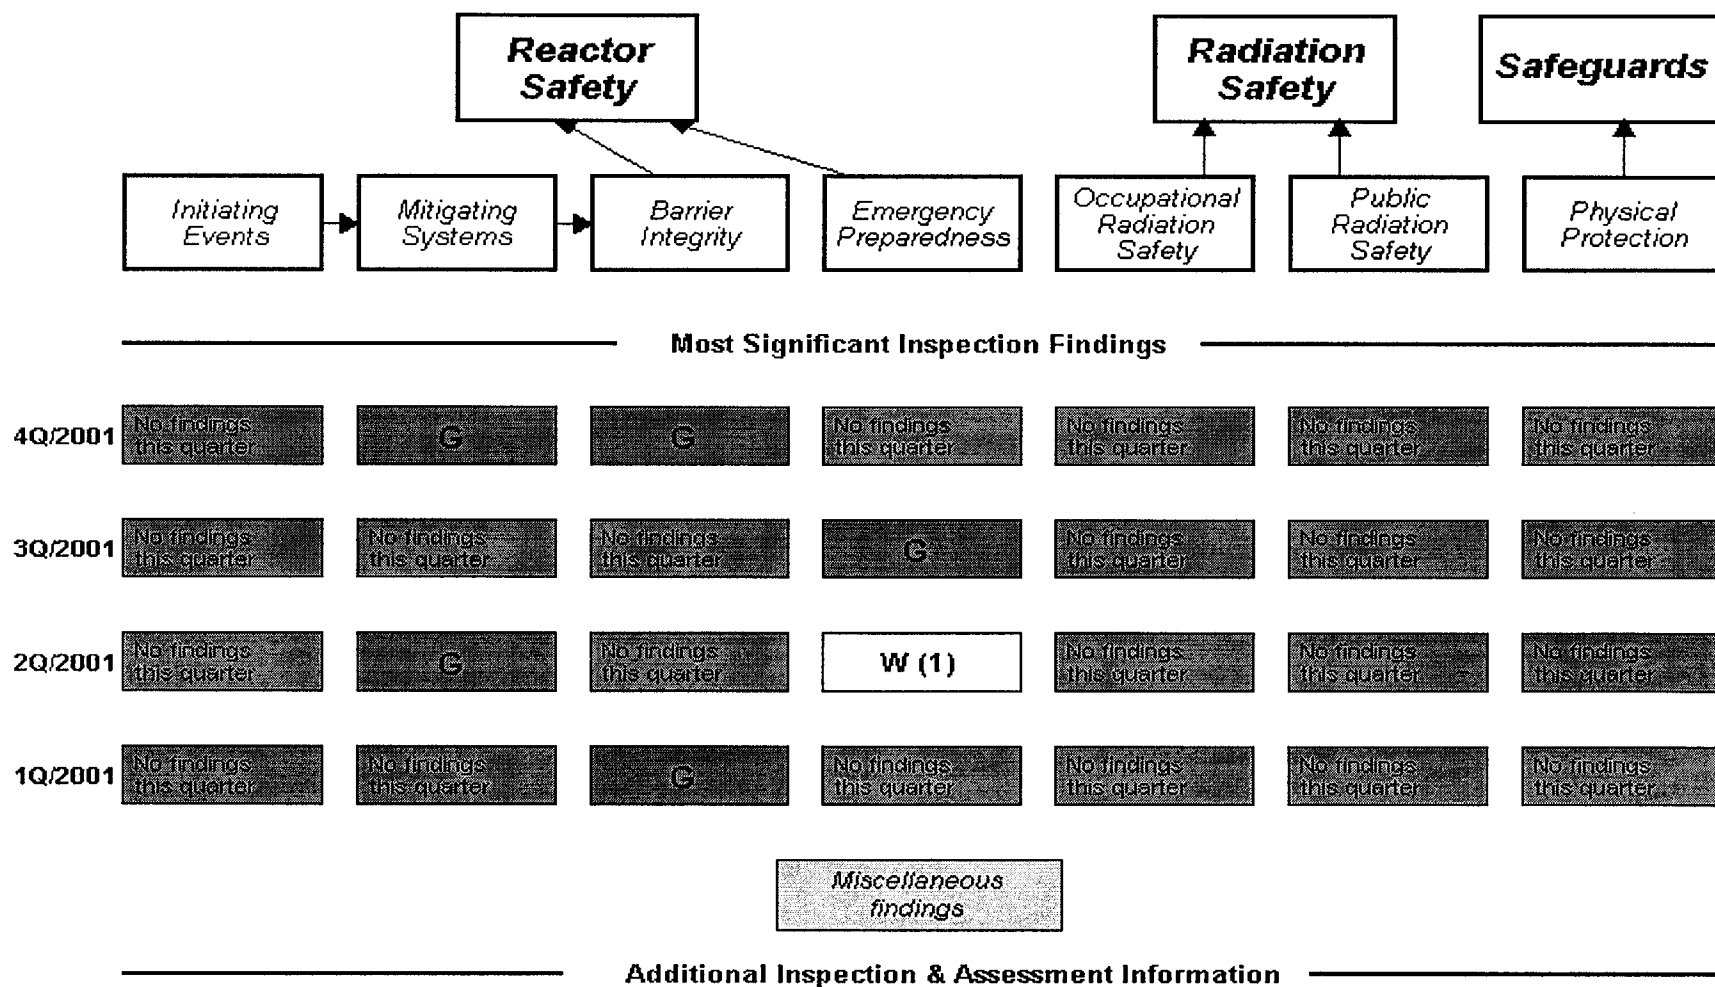 Reactor
Safety
Radiation
Safety
Safeguards
Initiating
Events
Mitigating
Systems
Barrier
Integrity
Emergency
Preparedness
Occupational
Radiation
Safety
Public
Radiation
Safety
Physical
Protection
Most Significant Inspection Findings
4Q/2001
No findings
this quarter
G
G
No findings
this quarter
No findings
this quarter
No findings
this quarter
No findings
this quarter
3Q/2001
No findings
this quarter
No findings
this quarter
No findings
this quarter
G
No findings
this quarter
No findings
this quarter
No findings
this quarter
2Q/2001
No findings
this quarter
G
No findings
this quarter
W (1)
No findings
this quarter
No findings
this quarter
No findings
this quarter
1Q/2001
No findings
this quarter
No findings
this quarter
G
No findings
this quarter
No findings
this quarter
No findings
this quarter
No findings
this quarter
Miscellaneous
findings
Additional Inspection & Assessment Information